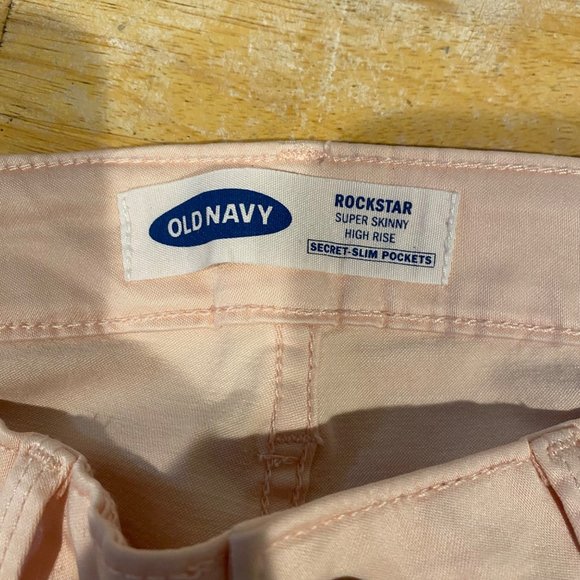 OLD NAVY
ROCKSTAR
SUPER SKINNY
HIGH RISE
SECRET-SLIM POCKETS